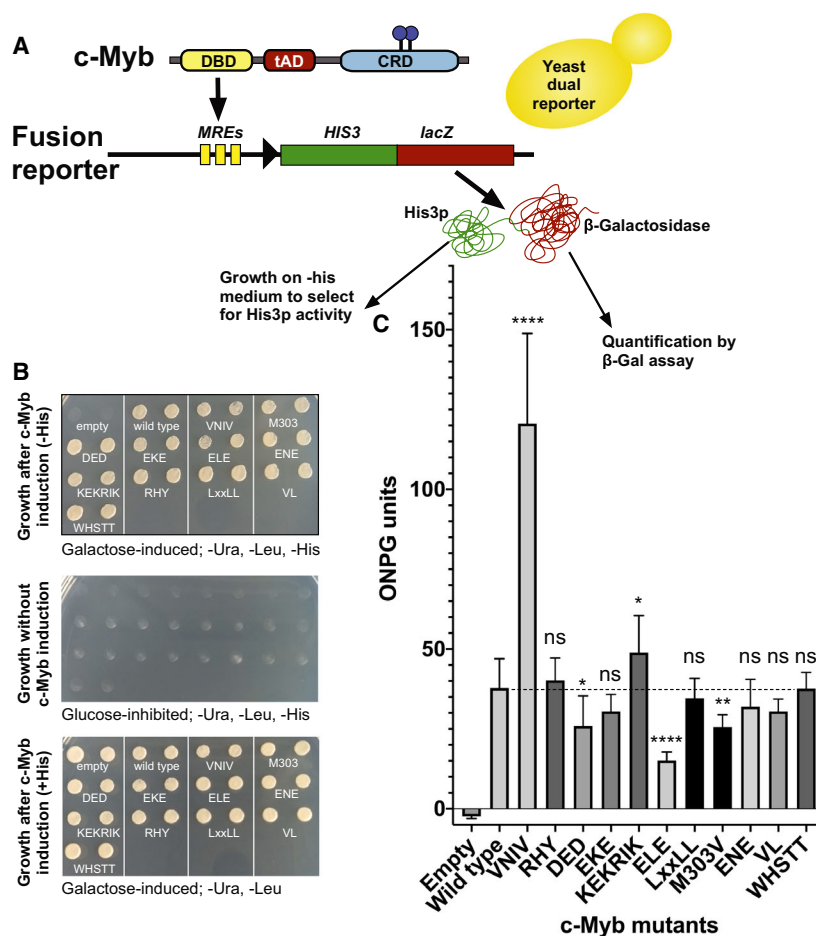 A
c-Myb
DBD
tAD
CRD
Yeast
dual
reporter
Fusion
reporter
MREs
HIS3
lacZ
His3p
β-Galactosidase
Growth on -his
medium to select
for His3p activity
Quantification by
β-Gal assay
B
Growth after c-Myb
induction (-His)
empty
wild type
VNIV
M303
DED
EKE
ELE
ENE
KEKRIK
RHY
LxxLL
VL
WHSTT
Galactose-induced; -Ura, -Leu, -His
Growth without
c-Myb induction
Glucose-inhibited; -Ura, -Leu, -His
Growth after c-Myb
induction (+His)
empty
wild type
VNIV
M303
DED
EKE
ELE
ENE
KEKRIK
RHY
LxxLL
VL
WHSTT
Galactose-induced; -Ura, -Leu
C
ONPG units
150
100
50
0
****
ns
*
ns
*
****
ns
**
ns
ns
ns
Empty
Wild type
VNIV
RHY
DED
EKE
KEKRIK
ELE
LxxLL
M303V
ENE
VL
WHSTT
c-Myb mutants